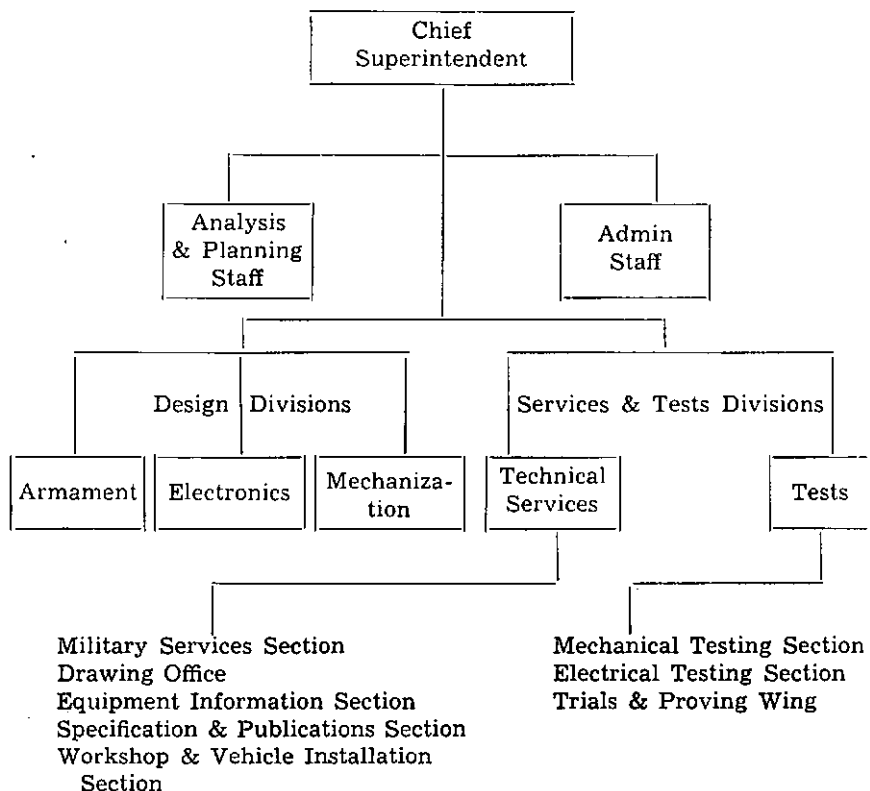 Chief
Superintendent
Analysis
& Planning
Staff
Admin
Staff
Design Divisions
Services & Tests Divisions
Armament
Electronics
Mechaniza-
tion
Technical
Services
Tests
Military Services Section
Drawing Office
Equipment Information Section
Specification & Publications Section
Workshop & Vehicle Installation
Section
Mechanical Testing Section
Electrical Testing Section
Trials & Proving Wing